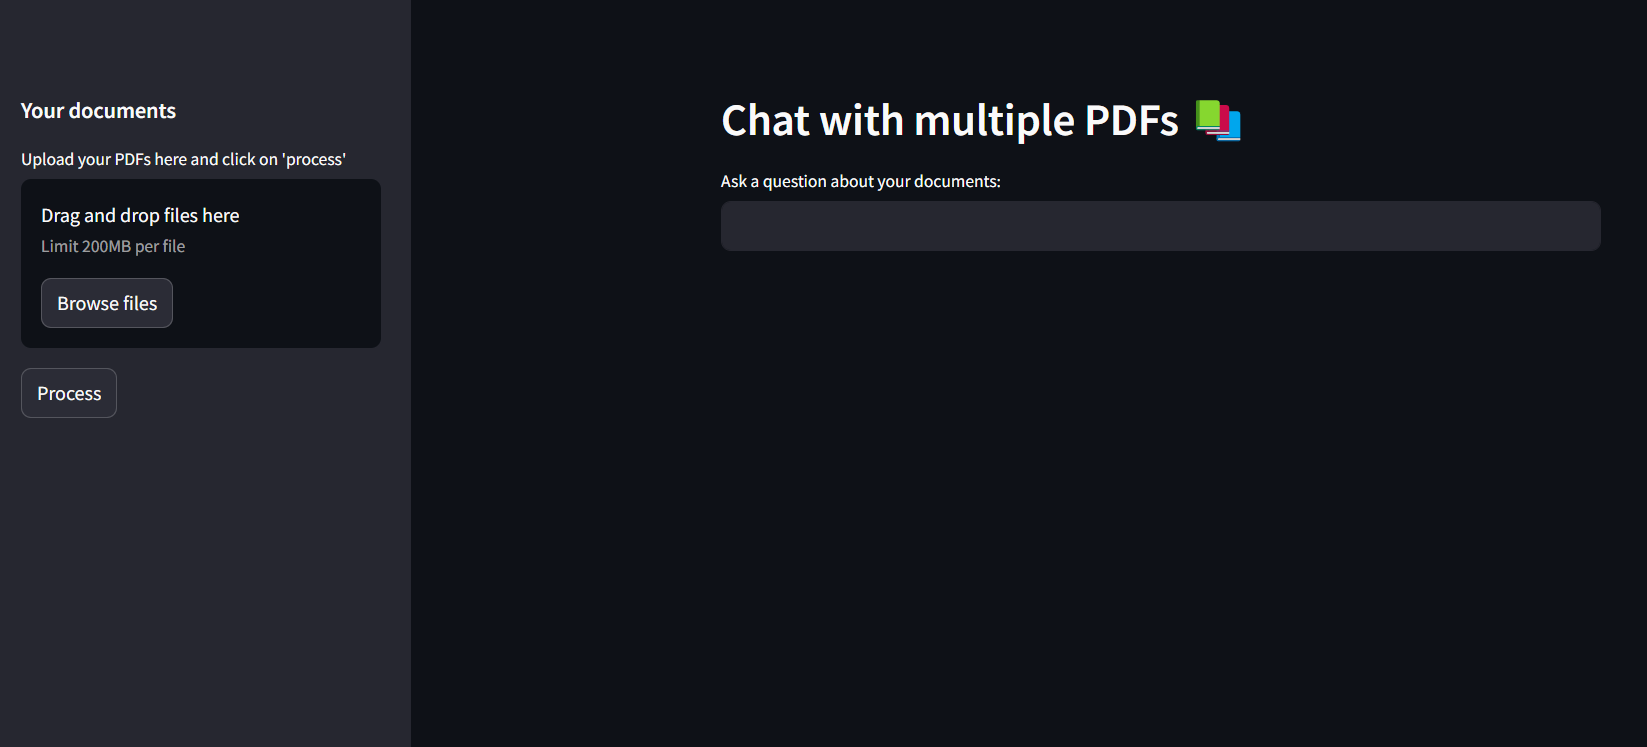 Your documents
Upload your PDFs here and click on 'process'
Drag and drop files here
Limit 200MB per file
Browse files
Process
Chat with multiple PDFs 📚
Ask a question about your documents: